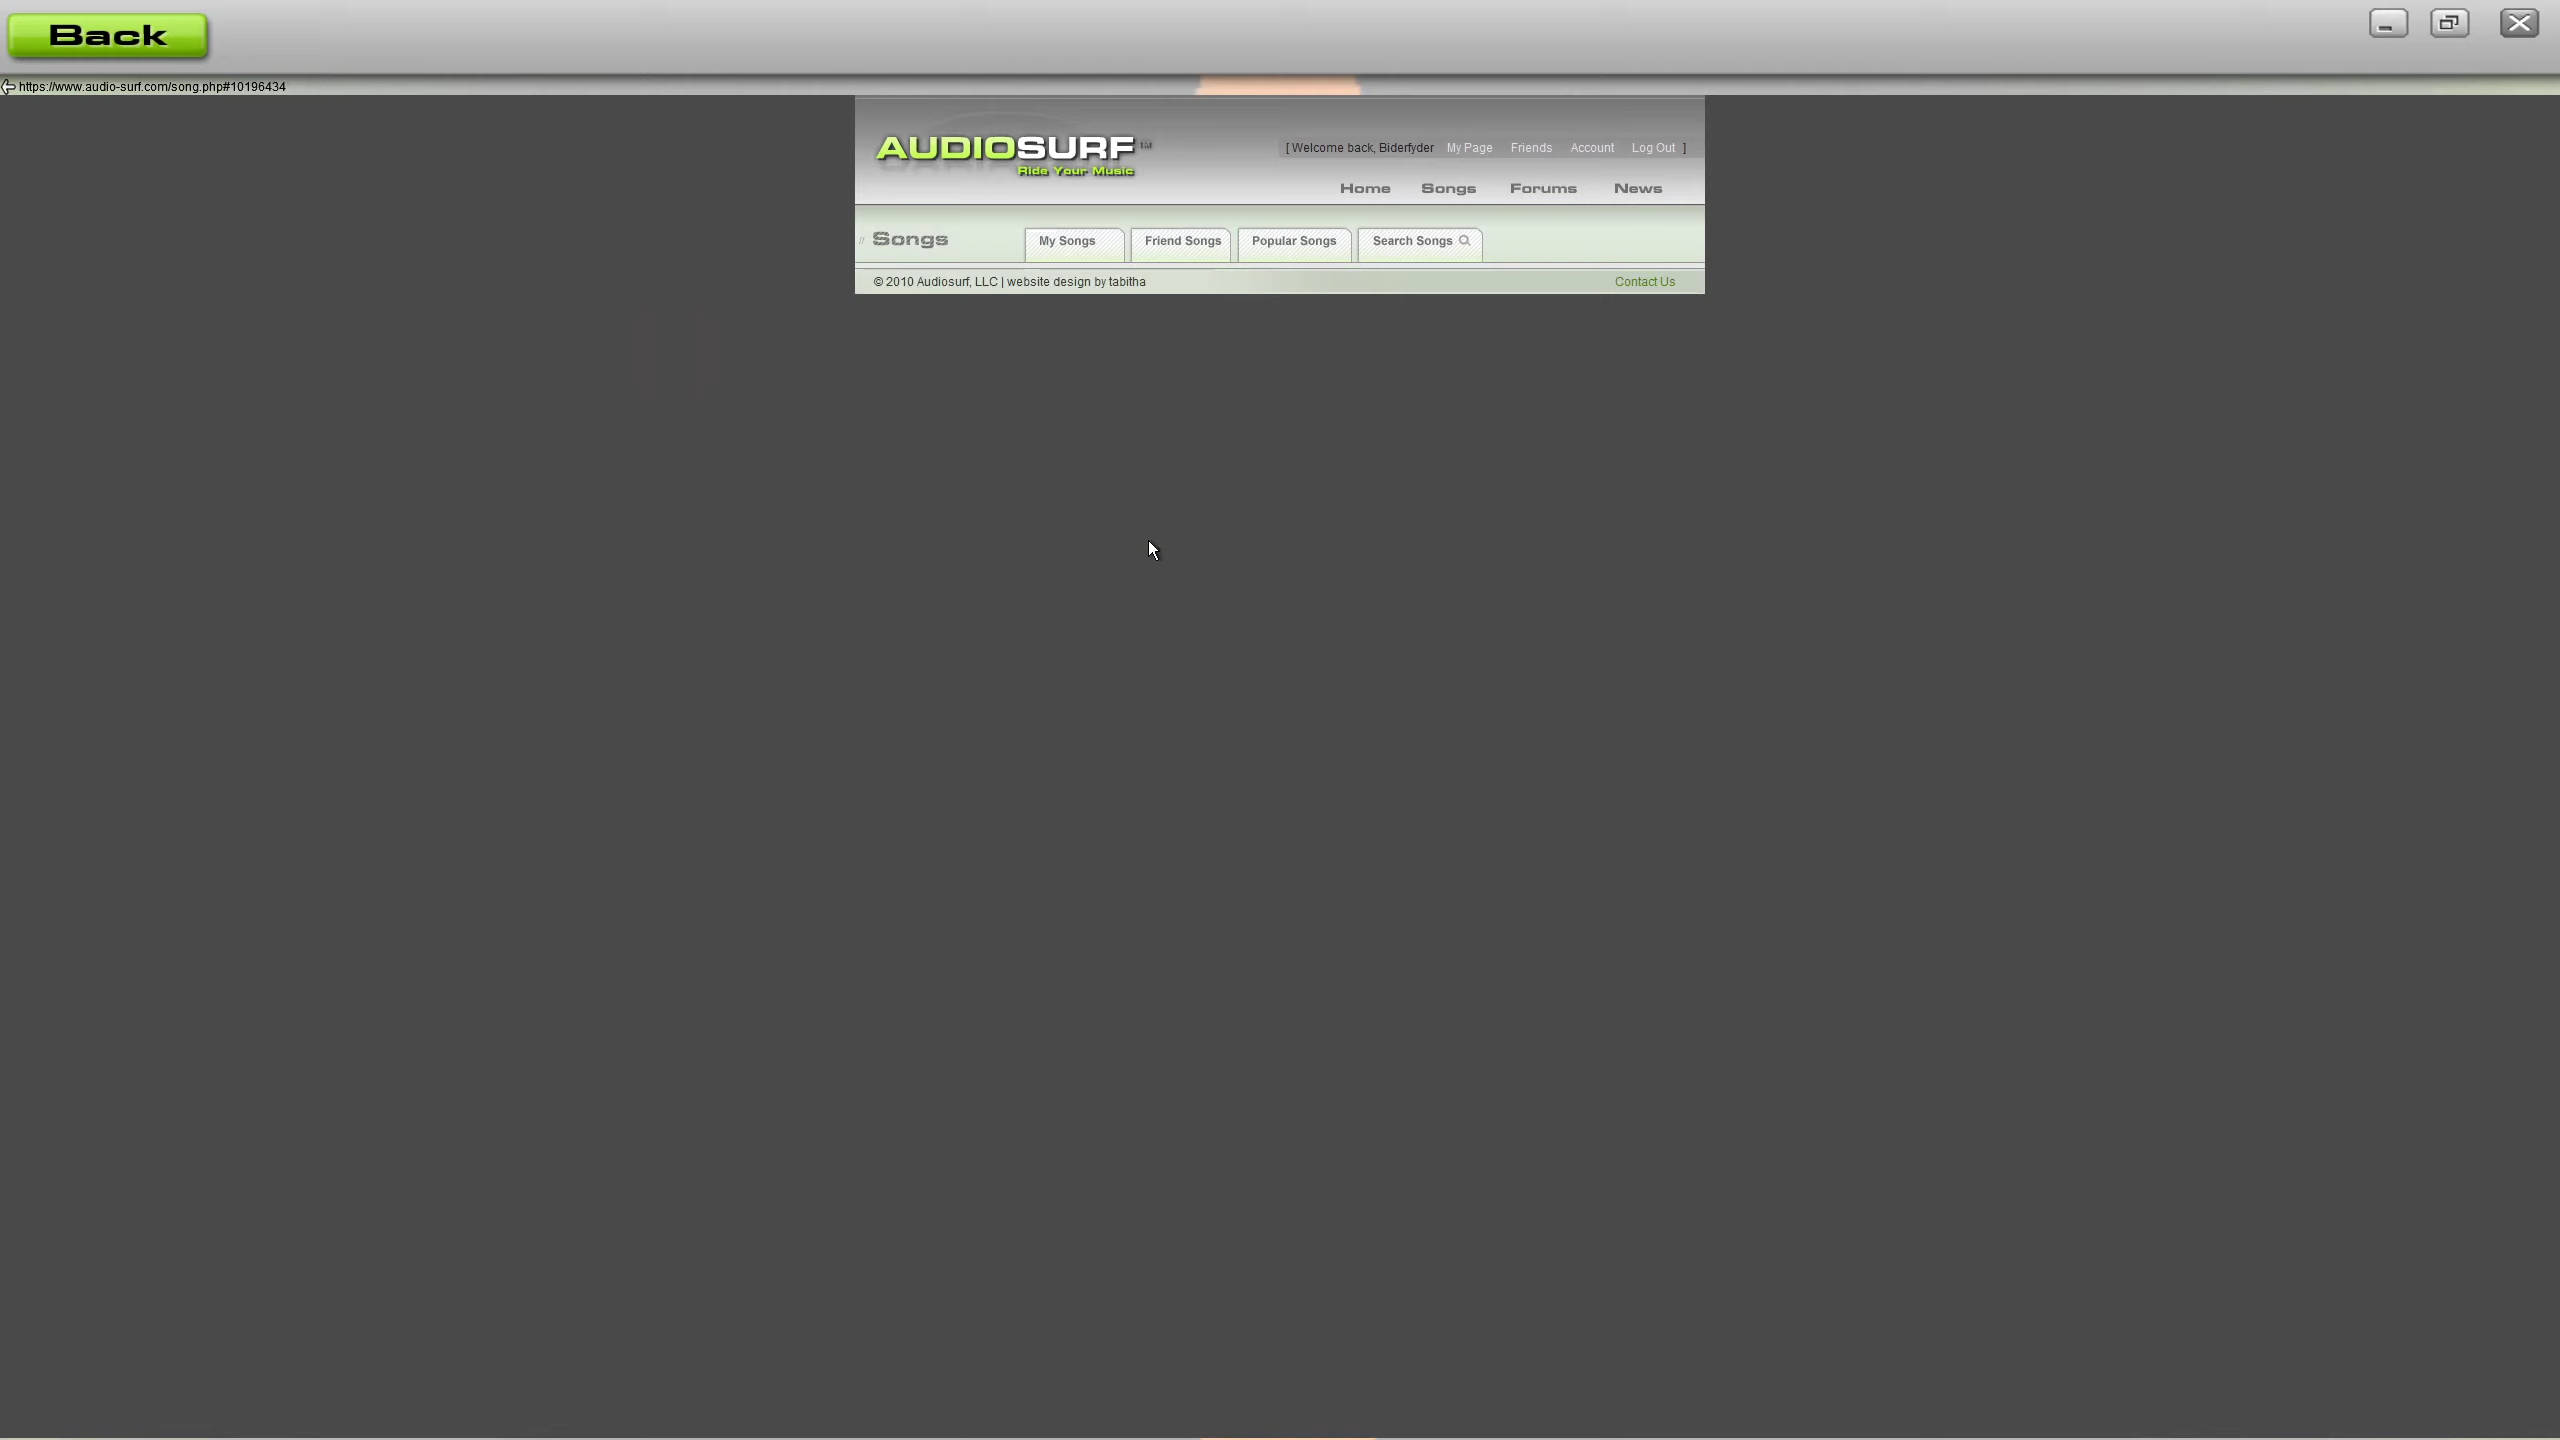 Back
https://www.audio-surf.com/song.php#10196434
AUDIOSURF™
Ride Your Music
[ Welcome back, Biderfyder My Page Friends Account Log Out ]
Home Songs Forums News
// Songs My Songs Friend Songs Popular Songs Search Songs
© 2010 Audiosurf, LLC | website design by tabitha Contact Us